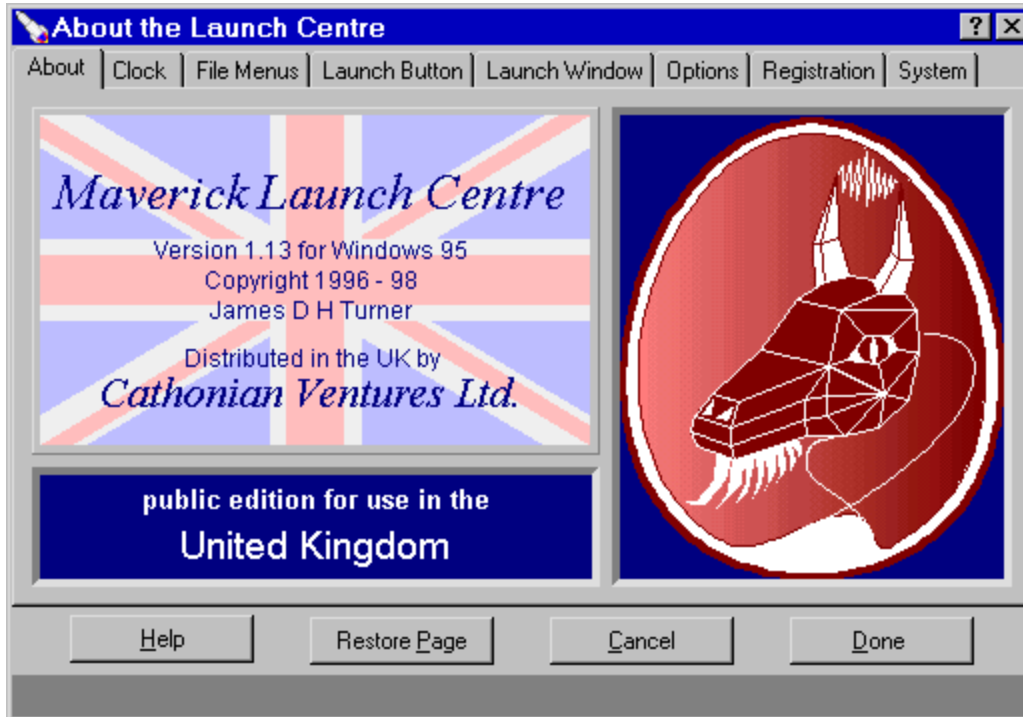 About the Launch Centre
About Clock File Menus Launch Button Launch Window Options Registration System
Maverick Launch Centre
Version 1.13 for Windows 95
Copyright 1996 - 98
James D H Turner
Distributed in the UK by
Cathonian Ventures Ltd.
public edition for use in the
United Kingdom
Help Restore Page Cancel Done